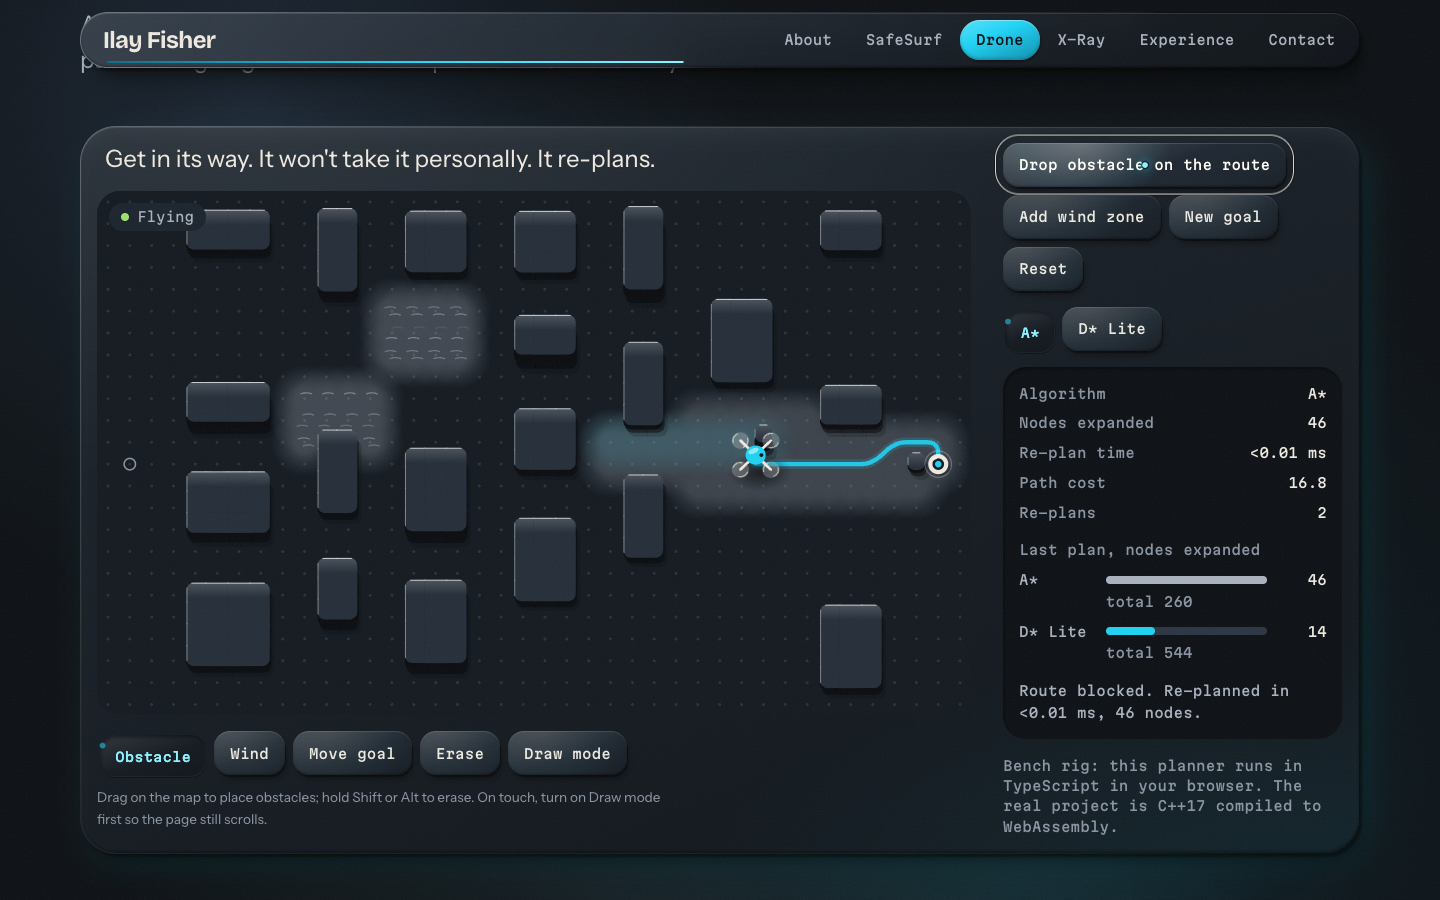 Ilay Fisher
About
SafeSurf
Drone
X-Ray
Experience
Contact
Get in its way. It won't take it personally. It re-plans.
Flying
Drop obstacle on the route
Add wind zone
New goal
Reset
A*
D* Lite
Algorithm A*
Nodes expanded 46
Re-plan time <0.01 ms
Path cost 16.8
Re-plans 2
Last plan, nodes expanded
A* 46
total 260
D* Lite 14
total 544
Route blocked. Re-planned in
<0.01 ms, 46 nodes.
Bench rig: this planner runs in
TypeScript in your browser. The
real project is C++17 compiled to
WebAssembly.
Obstacle
Wind
Move goal
Erase
Draw mode
Drag on the map to place obstacles; hold Shift or Alt to erase. On touch, turn on Draw mode
first so the page still scrolls.